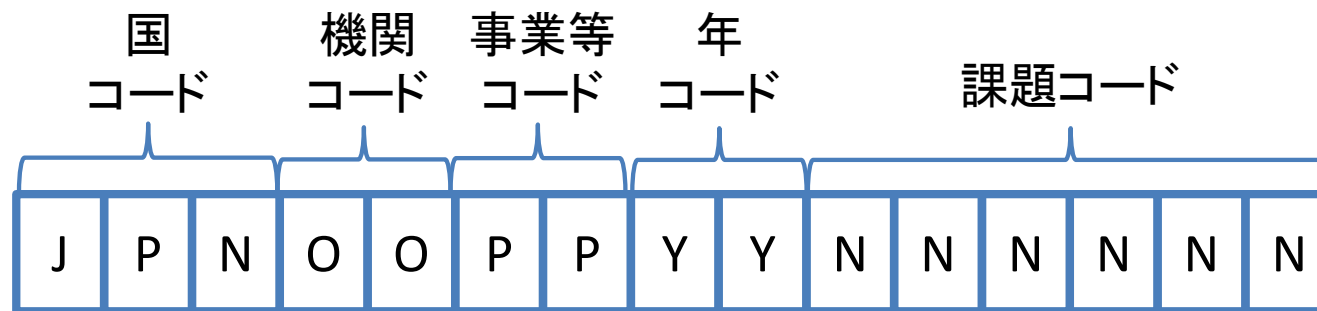 国 機関 事業等 年
コード コード コード コード 課題コード
J P N O O P P Y Y N N N N N N